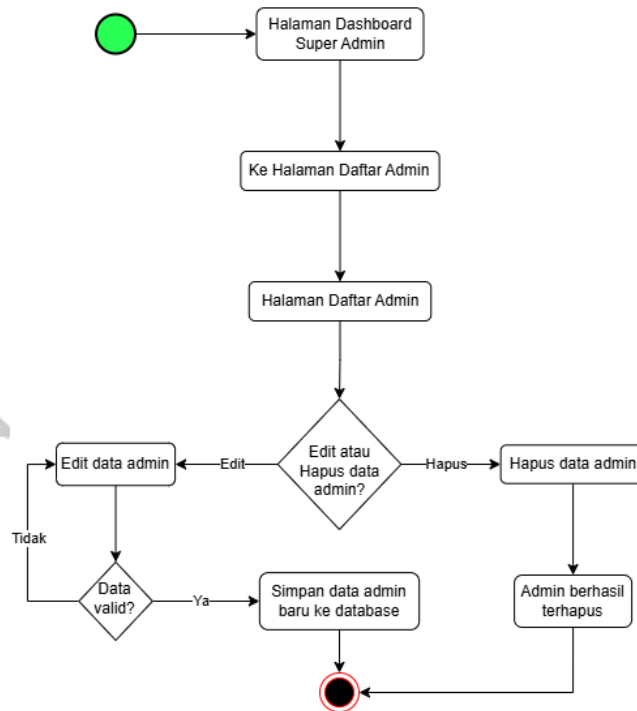 Halaman Dashboard
Super Admin
Ke Halaman Daftar Admin
Halaman Daftar Admin
Edit atau
Hapus data
admin?
Edit
Hapus
Edit data admin
Hapus data admin
Tidak
Data
valid?
Ya
Simpan data admin
baru ke database
Admin berhasil
terhapus